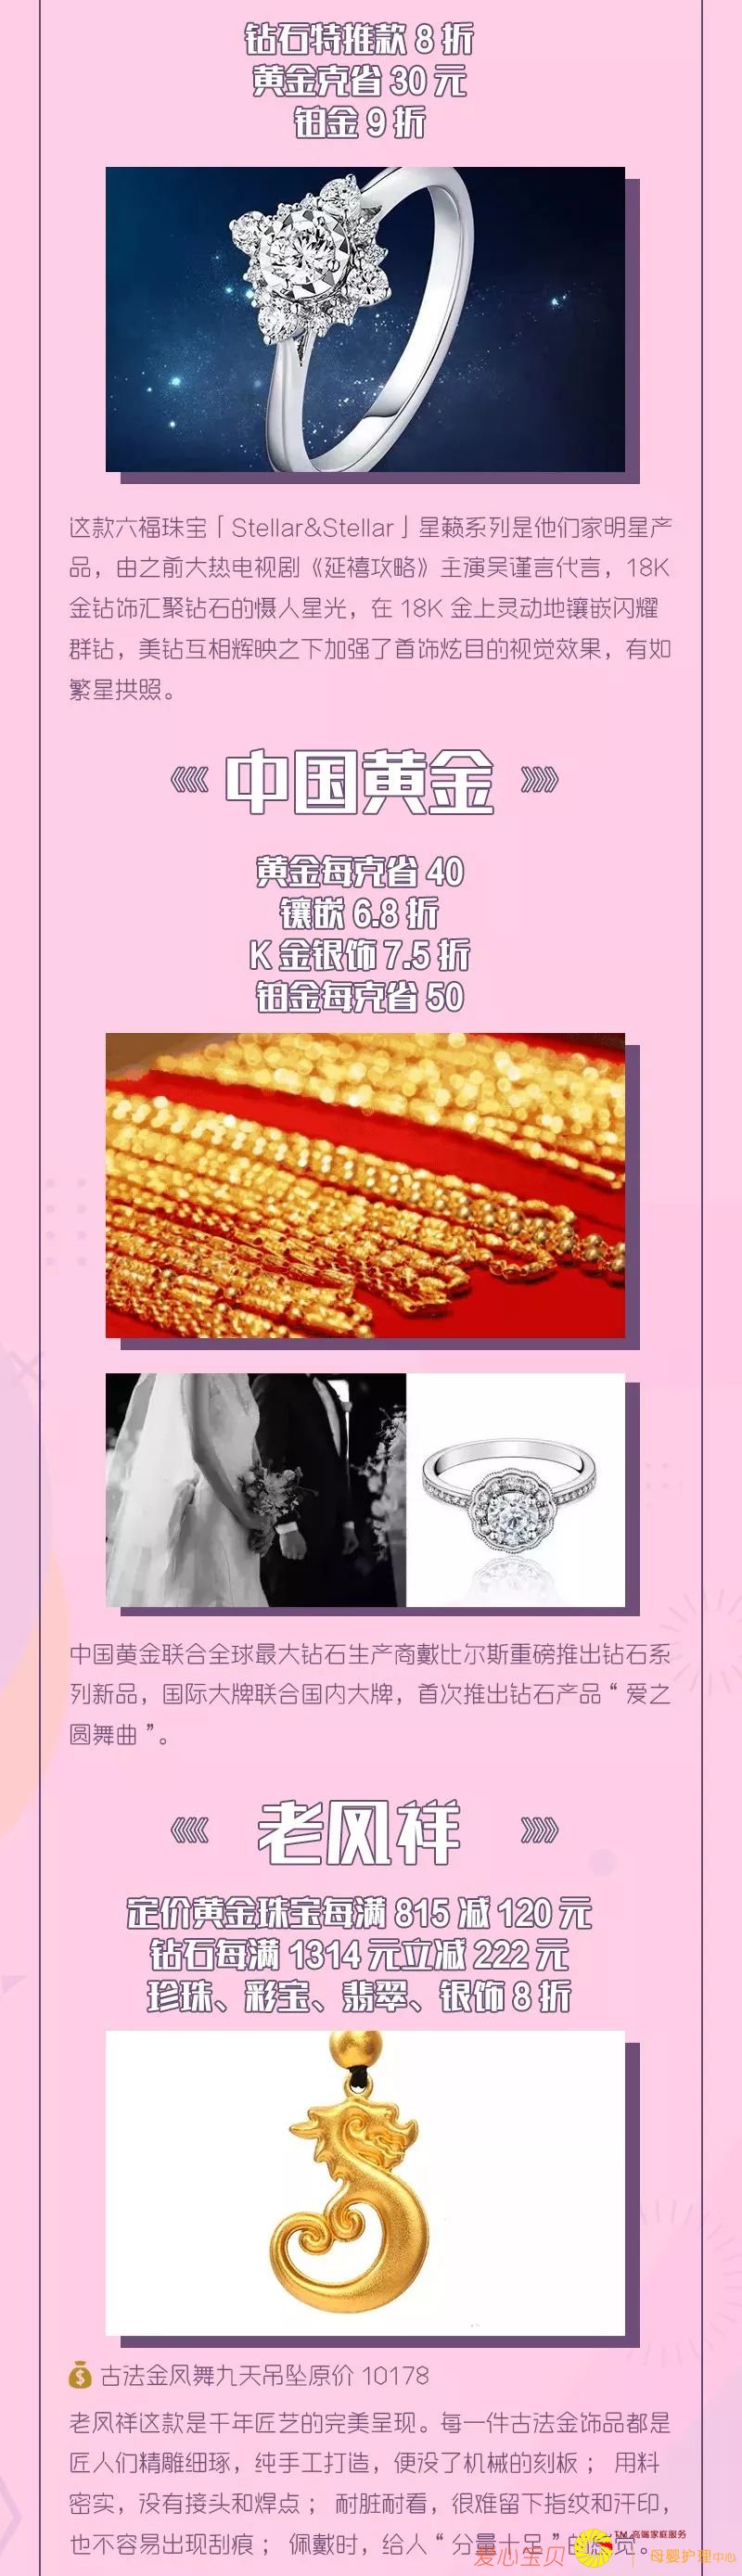 钻石特推款 8 折
黄金克省 30 元
铂金 9 折
这款六福珠宝「Stellar&Stellar」星籁系列是他们家明星产
品，由之前大热电视剧《延禧攻略》主演吴谨言代言，18K
金钻饰汇聚钻石的慑人星光，在 18K 金上灵动地镶嵌闪耀
群钻，美钻互相辉映之下加强了首饰炫目的视觉效果，有如
繁星拱照。
中国黄金
黄金每克省 40
镶嵌 6.8 折
K 金银饰 7.5 折
铂金每克省 50
中国黄金联合全球最大钻石生产商戴比尔斯重磅推出钻石系
列新品，国际大牌联合国内大牌，首次推出钻石产品“ 爱之
圆舞曲 ”。
老凤祥
定价黄金珠宝每满 815 减 120 元
钻石每满 1314 元立减 222 元
珍珠、彩宝、翡翠、银饰 8 折
古法金凤舞九天吊坠原价 10178
老凤祥这款是千年匠艺的完美呈现。每一件古法金饰品都是
匠人们精雕细琢，纯手工打造，便没了机械的刻板； 用料
密实，没有接头和焊点； 耐脏耐看，很难留下指纹和汗印，
也不容易出现刮痕； 佩戴时，给人“ 分量十足 ”的感觉。
TM 高端家庭服务
爱心宝贝 母婴护理中心